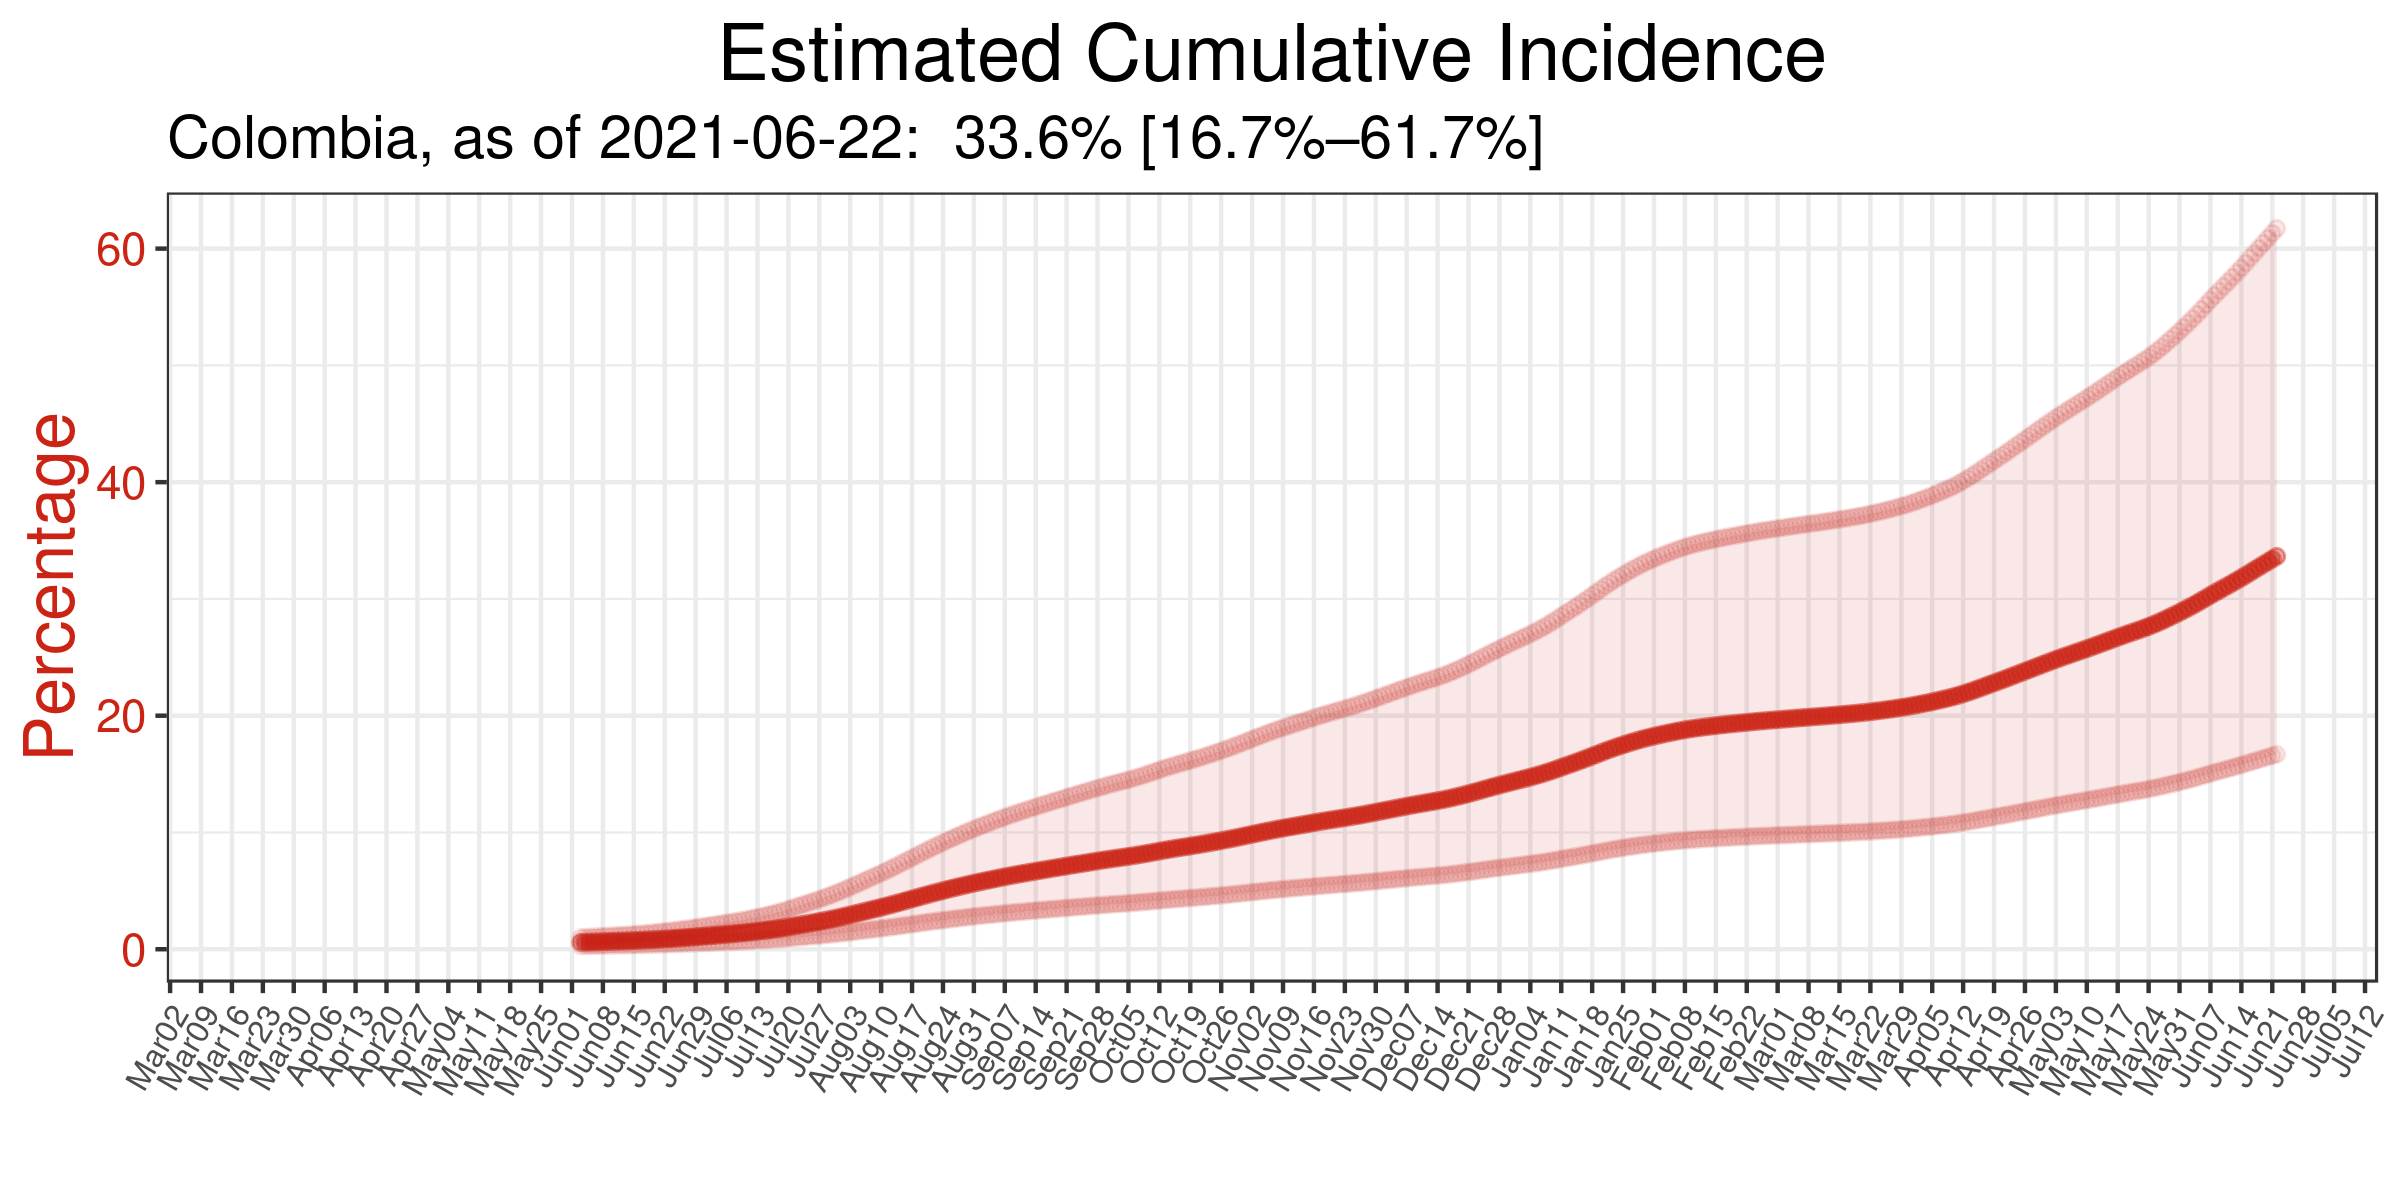 Estimated Cumulative Incidence
Colombia, as of 2021-06-22: 33.6% [16.7%–61.7%]
Percentage
60
40
20
0
Mar02
Mar09
Mar16
Mar23
Mar30
Apr06
Apr13
Apr20
Apr27
May04
May11
May18
May25
Jun01
Jun08
Jun15
Jun22
Jun29
Jul06
Jul13
Jul20
Jul27
Aug03
Aug10
Aug17
Aug24
Aug31
Sep07
Sep14
Sep21
Sep28
Oct05
Oct12
Oct19
Oct26
Nov02
Nov09
Nov16
Nov23
Nov30
Dec07
Dec14
Dec21
Dec28
Jan04
Jan11
Jan18
Jan25
Feb01
Feb08
Feb15
Feb22
Mar01
Mar08
Mar15
Mar22
Mar29
Apr05
Apr12
Apr19
Apr26
May03
May10
May17
May24
May31
Jun07
Jun14
Jun21
Jun28
Jul05
Jul12